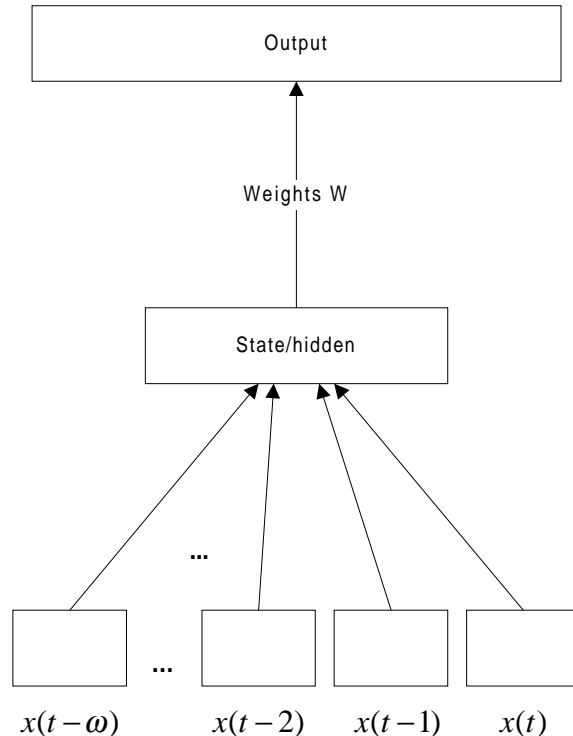 Output
Weights W
State/hidden
...
...
x(t−ω) x(t−2) x(t−1) x(t)